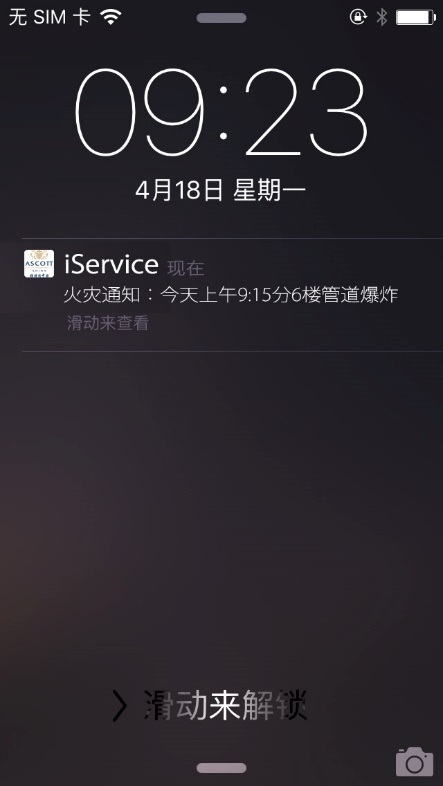 无 SIM 卡
09:23
4月18日 星期一
ASCOTT
iService 现在
火灾通知：今天上午9:15分6楼管道爆炸
滑动来查看
滑动来解锁